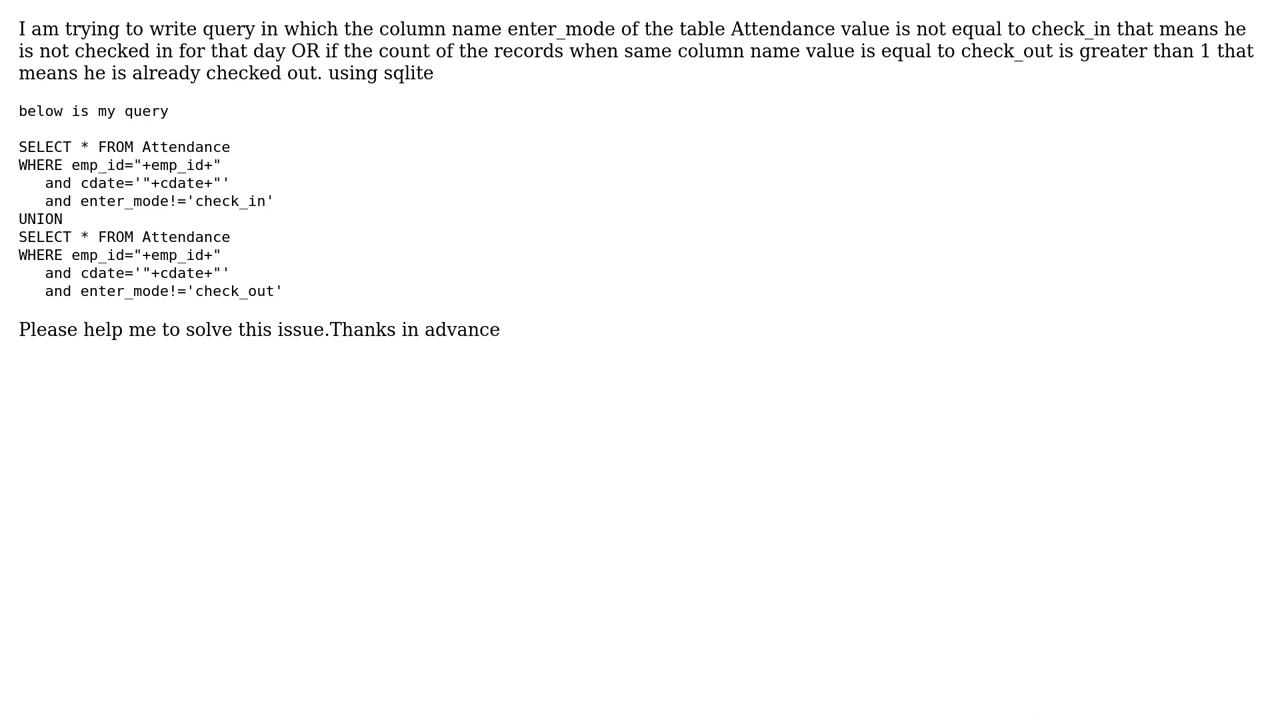 I am trying to write query in which the column name enter_mode of the table Attendance value is not equal to check_in that means he
is not checked in for that day OR if the count of the records when same column name value is equal to check_out is greater than 1 that
means he is already checked out. using sqlite
below is my query
SELECT * FROM Attendance
WHERE emp_id="+emp_id+"
   and cdate='"+cdate+"'
   and enter_mode!='check_in'
UNION
SELECT * FROM Attendance
WHERE emp_id="+emp_id+"
   and cdate='"+cdate+"'
   and enter_mode!='check_out'
Please help me to solve this issue.Thanks in advance